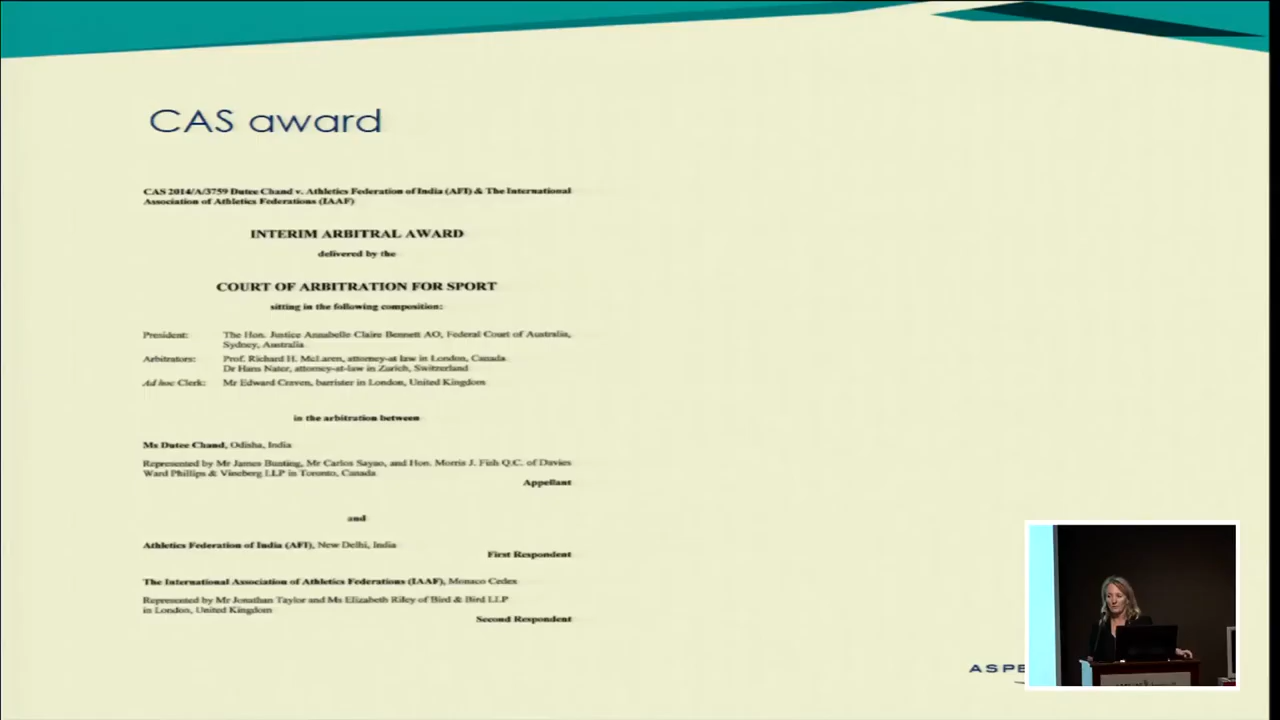 CAS award
CAS 2014/A/3759 Dutee Chand v. Athletics Federation of India (AFI) & The International
Association of Athletics Federations (IAAF)
INTERIM ARBITRAL AWARD
delivered by the
COURT OF ARBITRATION FOR SPORT
sitting in the following composition:
President: The Hon. Justice Annabelle Claire Bennett AO, Federal Court of Australia,
Sydney, Australia
Arbitrators: Prof. Richard H. McLaren, attorney-at law in London, Canada
Dr Hans Nater, attorney-at-law in Zurich, Switzerland
Ad hoc Clerk: Mr Edward Craven, barrister in London, United Kingdom
in the arbitration between
Ms Dutee Chand, Odisha, India
Represented by Mr James Bunting, Mr Carlos Sayao, and Hon. Morris J. Fish Q.C. of Davies
Ward Phillips & Vineberg LLP in Toronto, Canada
Appellant
and
Athletics Federation of India (AFI), New Delhi, India
First Respondent
The International Association of Athletics Federations (IAAF), Monaco Cedex
Represented by Mr Jonathan Taylor and Ms Elizabeth Riley of Bird & Bird LLP
in London, United Kingdom
Second Respondent
ASPE